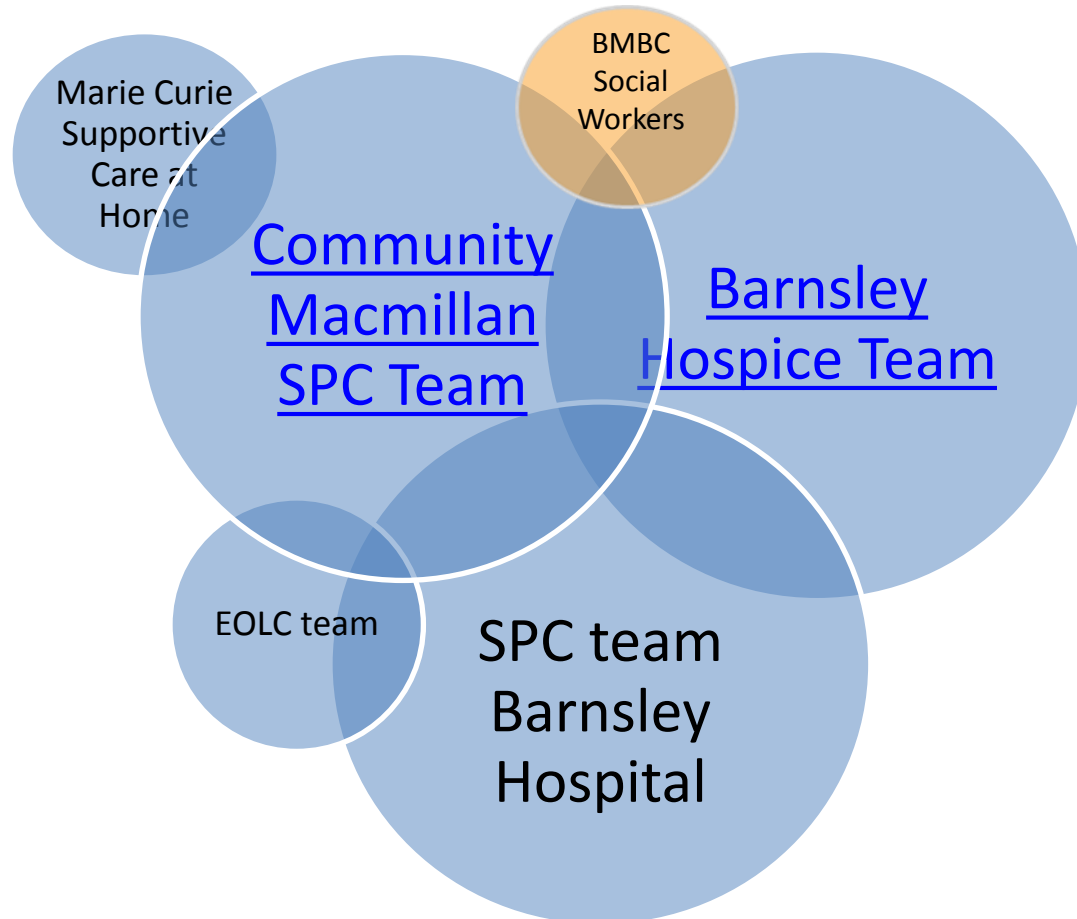 Marie Curie
Supportive
Care at
Home
BMBC
Social
Workers
Community
Macmillan
SPC Team
Barnsley
Hospice Team
EOLC team
SPC team
Barnsley
Hospital